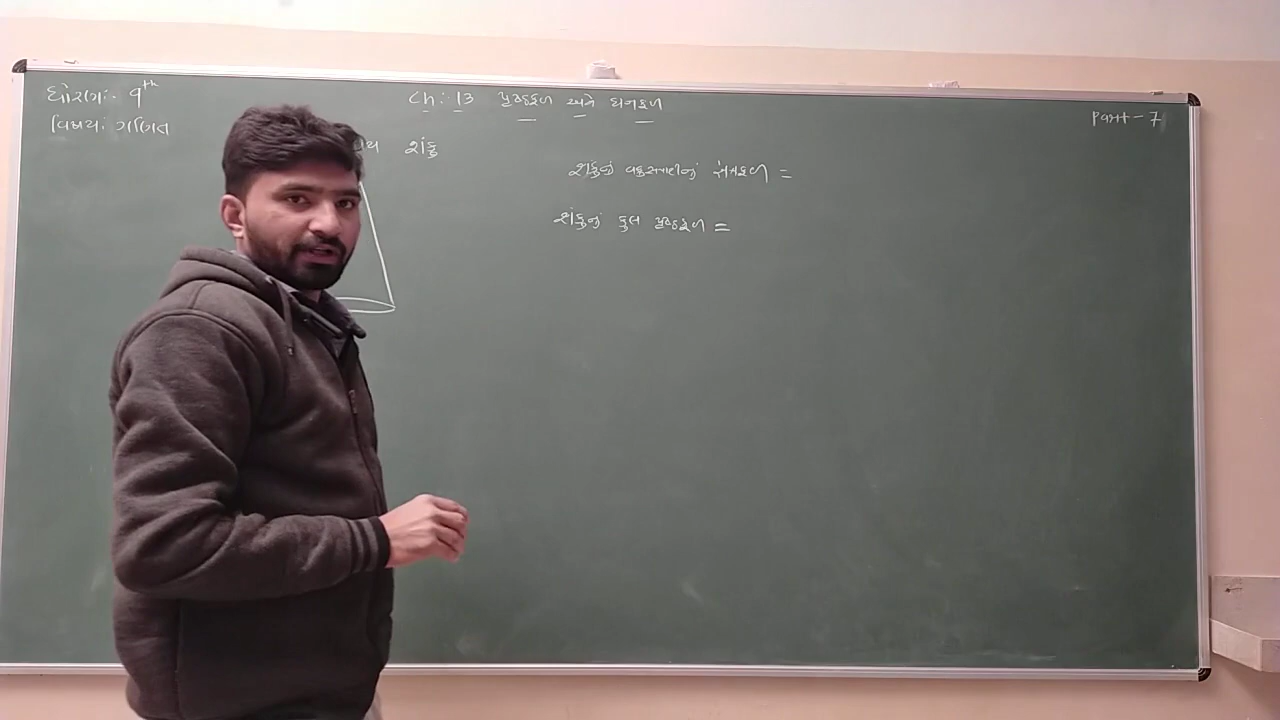 ધોરણ:- 9th
Ch:- 13 પૃષ્ઠફળ અને ઘનફળ
Part - 7
વિષય: ગણિત
શંકુ
શંકુનું વક્રસપાટીનું ક્ષેત્રફળ =
શંકુનું કુલ પૃષ્ઠફળ =